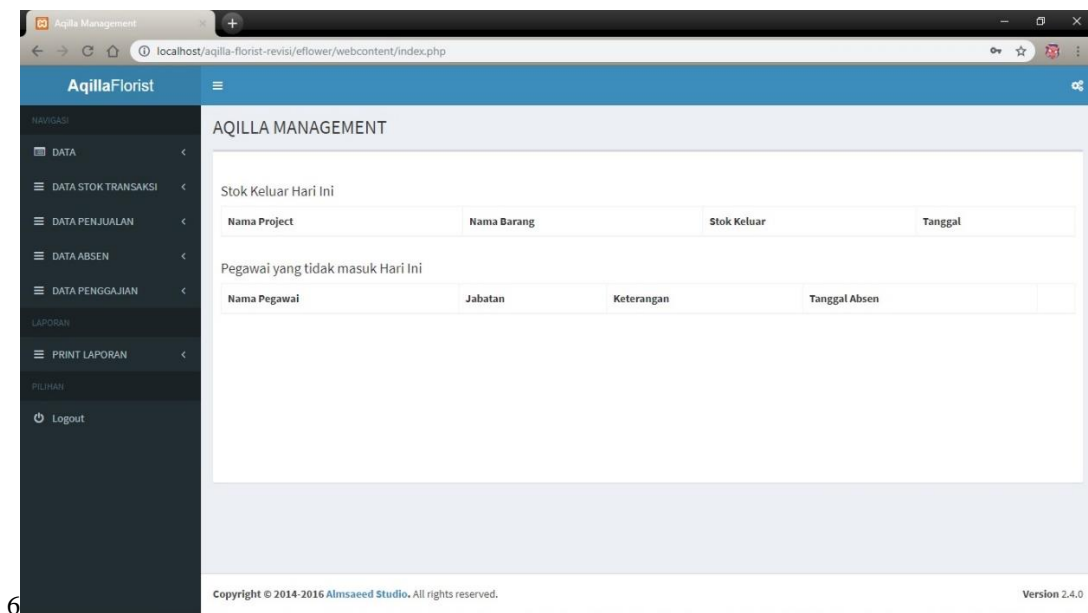 Aqilla Management
localhost/aqilla-florist-revisi/eflower/webcontent/index.php
AqillaFlorist
NAVIGASI
DATA
DATA STOK TRANSAKSI
DATA PENJUALAN
DATA ABSEN
DATA PENGGAJIAN
LAPORAN
PRINT LAPORAN
PILIHAN
Logout
AQILLA MANAGEMENT
Stok Keluar Hari Ini
Nama Project Nama Barang Stok Keluar Tanggal
Pegawai yang tidak masuk Hari Ini
Nama Pegawai Jabatan Keterangan Tanggal Absen
Copyright © 2014-2016 Almsaeed Studio. All rights reserved. Version 2.4.0
6